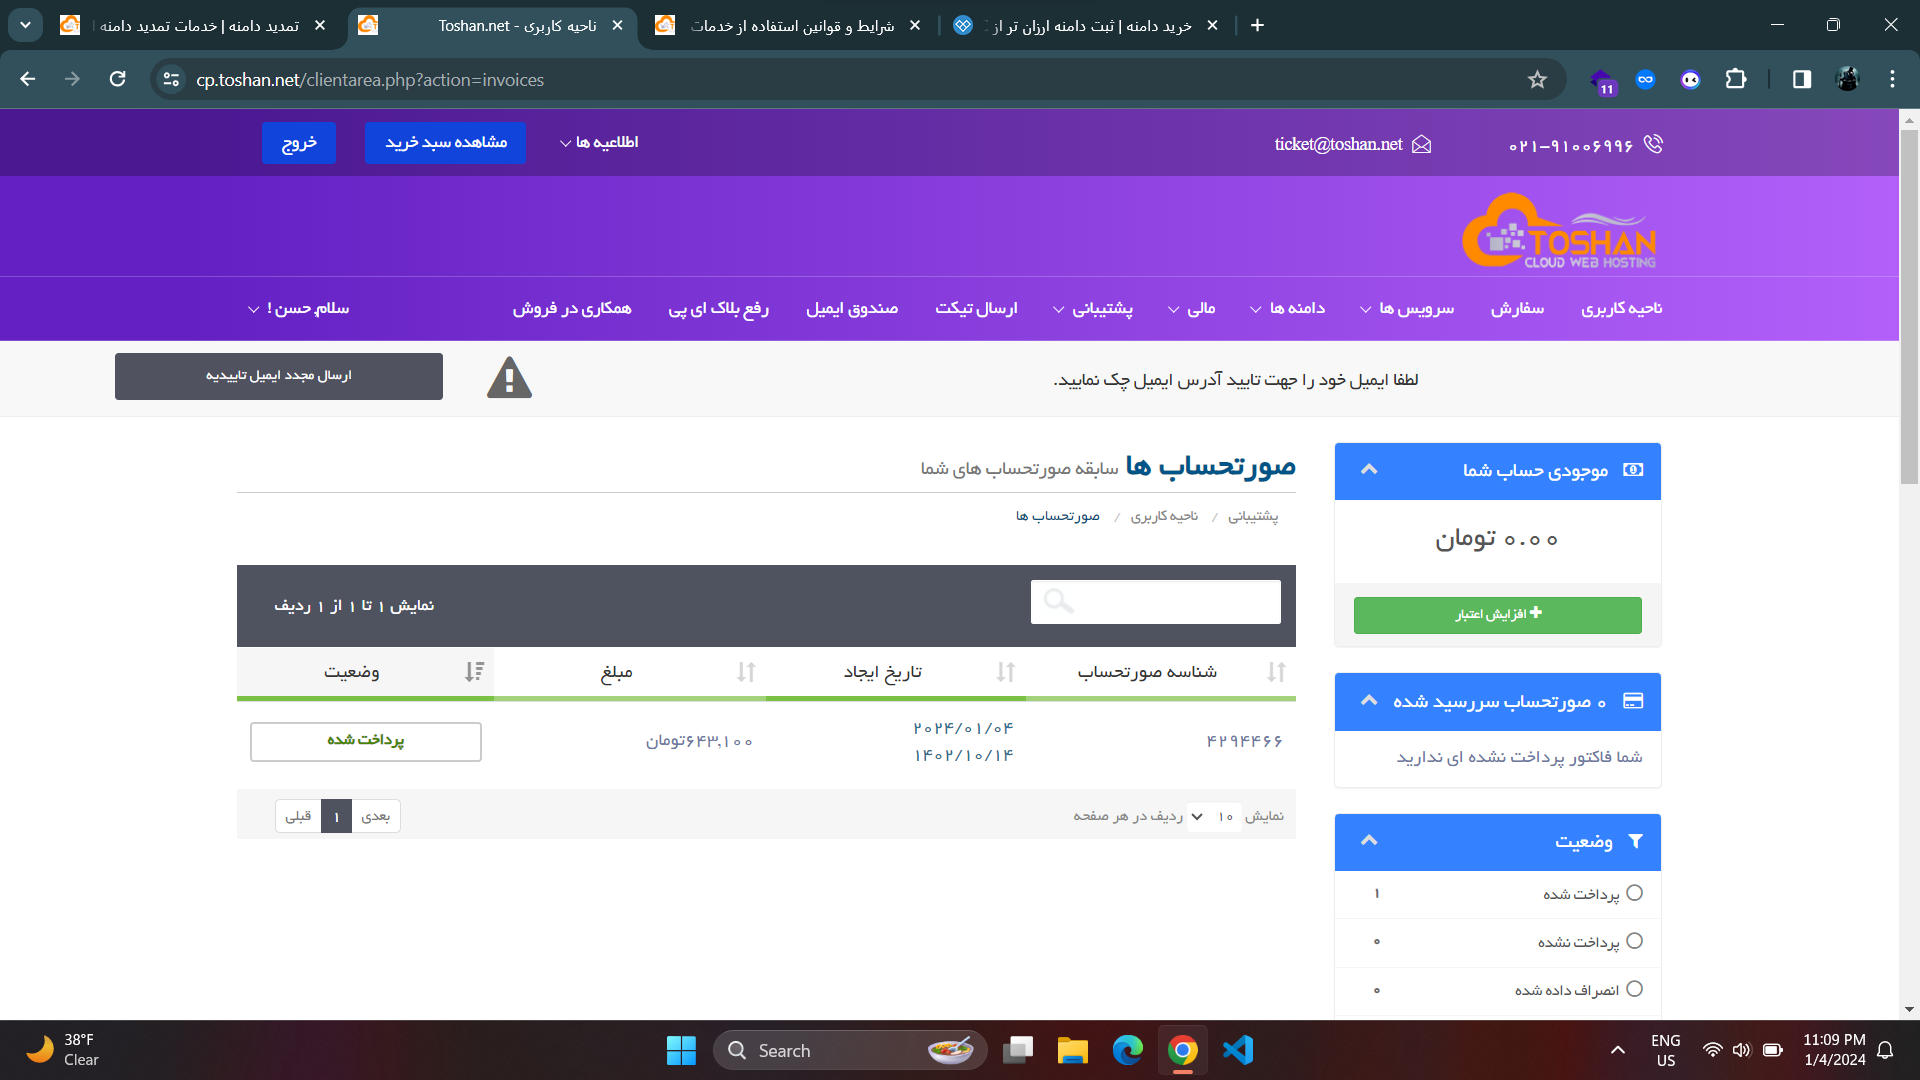 تمدید دامنه | خدمات تمدید دامنه
ناحیه کاربری - Toshan.net
شرایط و قوانین استفاده از خدمات
خرید دامنه | ثبت دامنه ارزان تر از
cp.toshan.net/clientarea.php?action=invoices
11
۰۲۱-۹۱۰۰۶۹۹۶
ticket@toshan.net
اطلاعیه ها
مشاهده سبد خرید
خروج
TOSHAN
CLOUD WEB HOSTING
ناحیه کاربری
سفارش
سرویس ها
دامنه ها
مالی
پشتیبانی
ارسال تیکت
صندوق ایمیل
رفع بلاک ای پی
همکاری در فروش
سلام, حسن !
لطفا ایمیل خود را جهت تایید آدرس ایمیل چک نمایید.
ارسال مجدد ایمیل تاییدیه
موجودی حساب شما
۰.۰۰ تومان
افزایش اعتبار
۰ صورتحساب سررسید شده
شما فاکتور پرداخت نشده ای ندارید
وضعیت
پرداخت شده ۱
پرداخت نشده ۰
انصراف داده شده ۰
صورتحساب ها سابقه صورتحساب های شما
پشتیبانی / ناحیه کاربری / صورتحساب ها
نمایش ۱ تا ۱ از ۱ ردیف
شناسه صورتحساب
تاریخ ایجاد
مبلغ
وضعیت
۴۲۹۴۴۶۶
۲۰۲۴/۰۱/۰۴
۱۴۰۲/۱۰/۱۴
۶۴۳,۱۰۰تومان
پرداخت شده
نمایش ۱۰ ردیف در هر صفحه
قبلی
۱
بعدی
38°F
Clear
Search
ENG
US
11:09 PM
1/4/2024